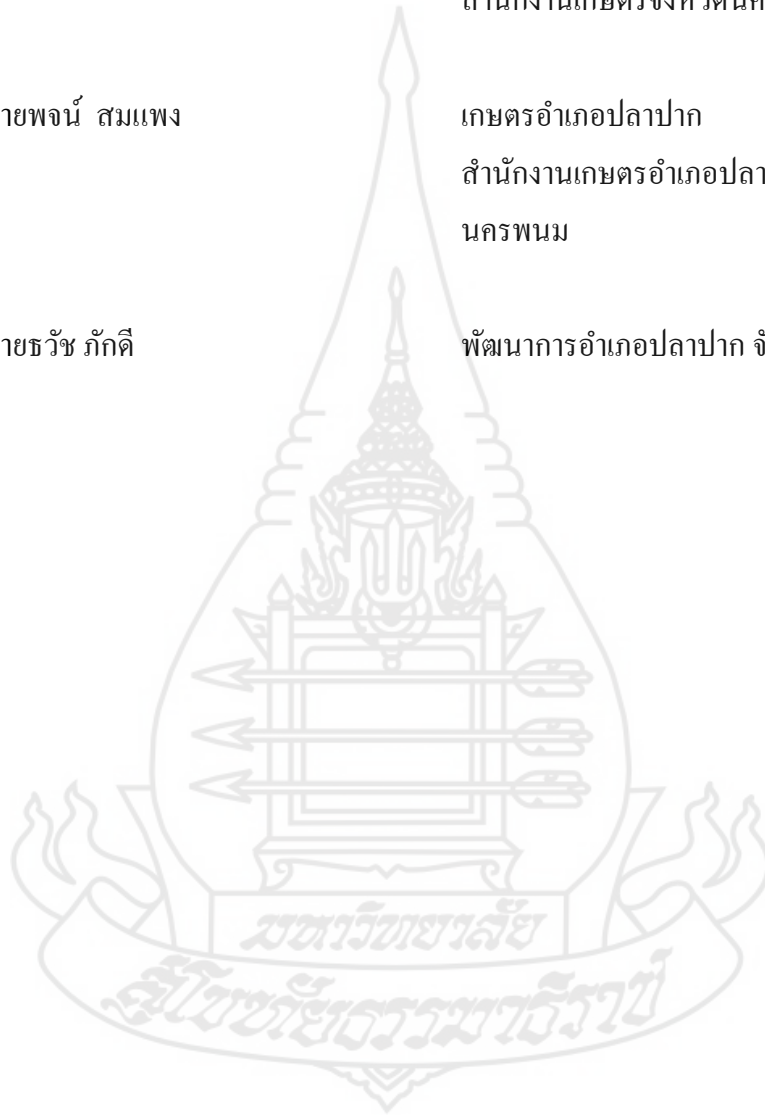 ายพจน์ สมแพง เกษตรอำเภอปลาปาก
สำนักงานเกษตรอำเภอปลา
นครพนม
ายธวัช ภักดี พัฒนาการอำเภอปลาปาก จั
มหาวิทยาลัย
สุโขทัยธรรมาธิราช